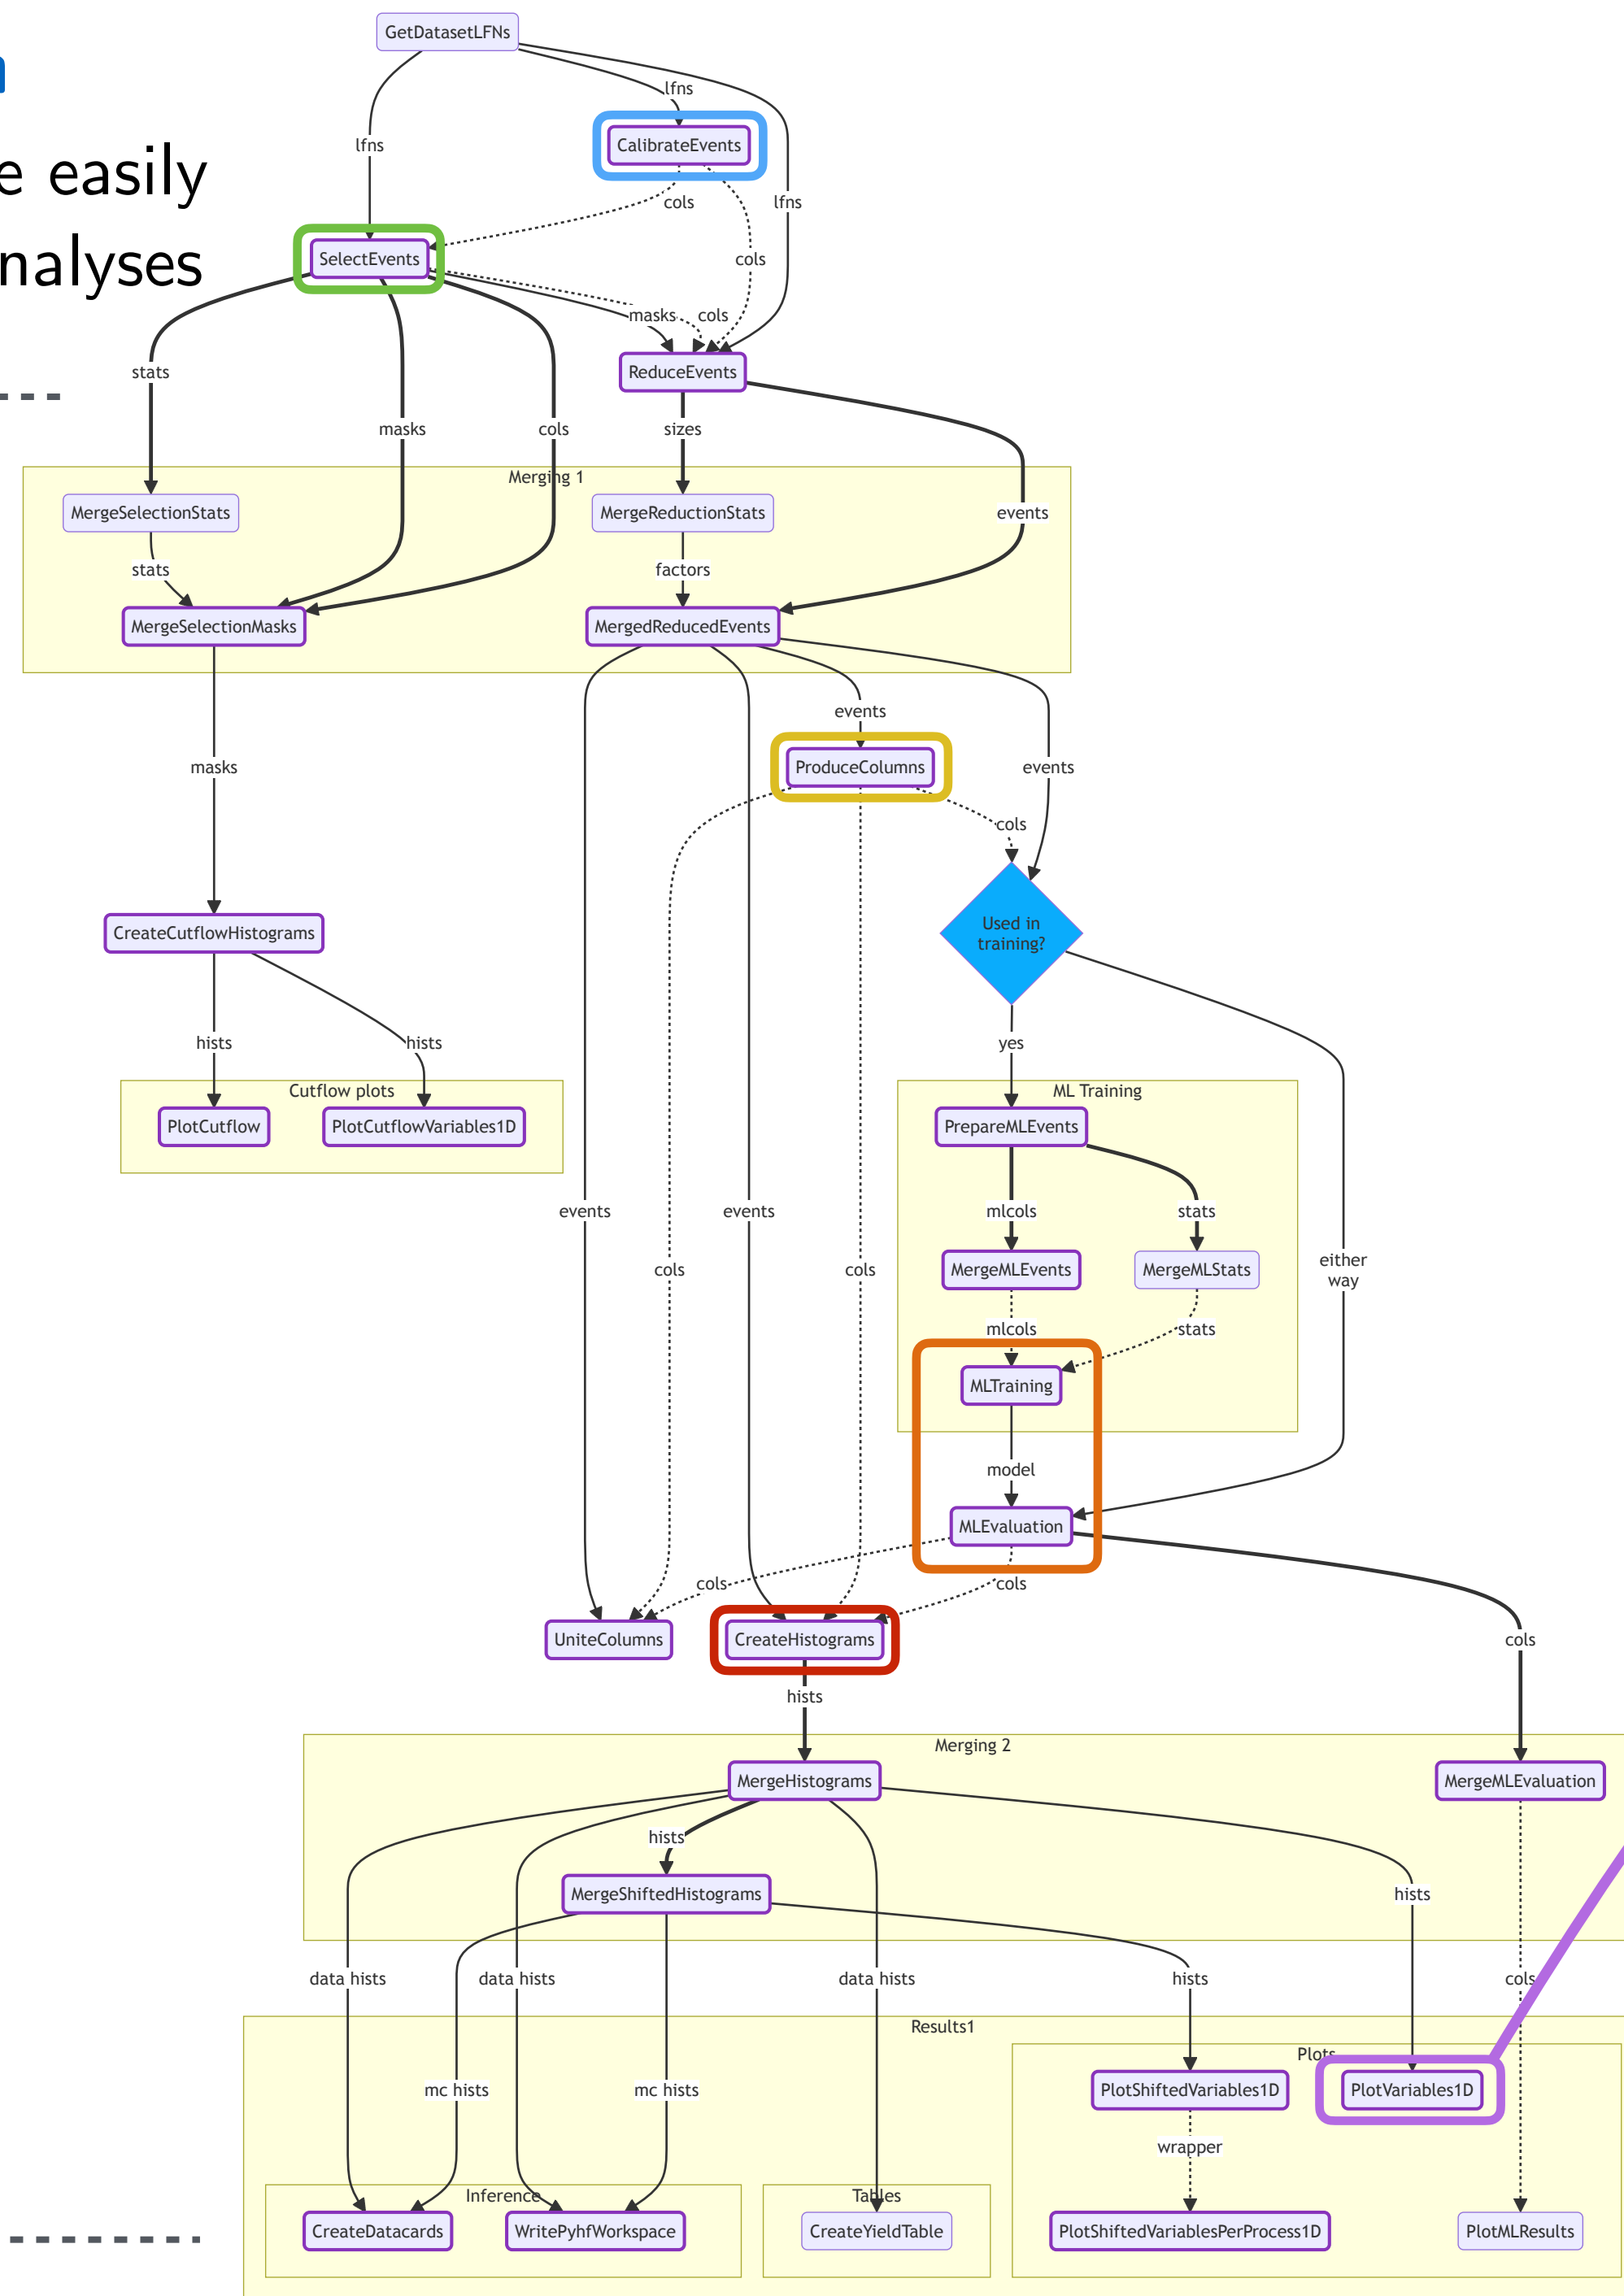 n
e easily
nalyses
GetDatasetLFNs
lfns
lfns
CalibrateEvents
cols
lfns
SelectEvents
cols
masks
cols
stats
ReduceEvents
masks
cols
sizes
Merging 1
MergeSelectionStats
MergeReductionStats
events
stats
factors
MergeSelectionMasks
MergedReducedEvents
events
masks
ProduceColumns
events
cols
CreateCutflowHistograms
Used in
training?
hists
hists
yes
Cutflow plots
ML Training
PlotCutflow
PlotCutflowVariables1D
PrepareMLEvents
events
events
mlcols
stats
cols
cols
MergeMLEvents
MergeMLStats
either
way
mlcols
stats
MLTraining
model
MLEvaluation
cols
cols
UniteColumns
CreateHistograms
cols
hists
Merging 2
MergeHistograms
MergeMLEvaluation
hists
MergeShiftedHistograms
hists
data hists
data hists
data hists
hists
cols
Results1
Plots
mc hists
mc hists
PlotShiftedVariables1D
PlotVariables1D
wrapper
Inference
Tables
CreateDatacards
WritePyhfWorkspace
CreateYieldTable
PlotShiftedVariablesPerProcess1D
PlotMLResults